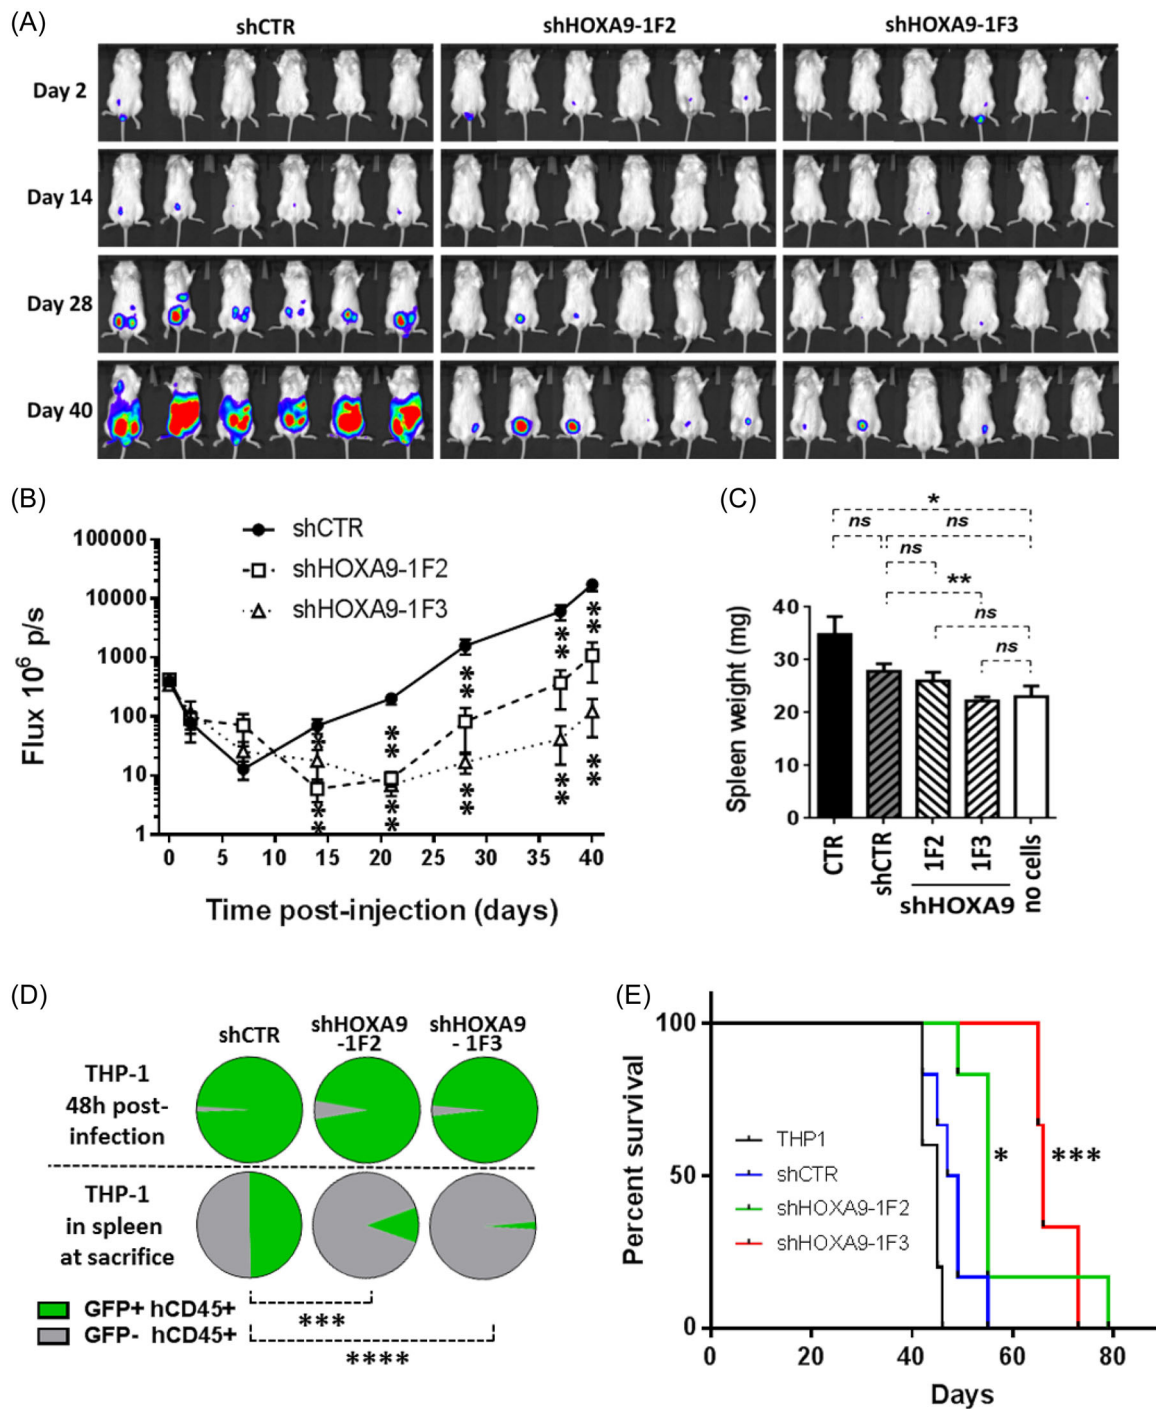 (A)
shCTR
shHOXA9-1F2
shHOXA9-1F3
Day 2
Day 14
Day 28
Day 40
(B)
shCTR
shHOXA9-1F2
shHOXA9-1F3
100000
10000
1000
100
10
1
Flux 10⁶ p/s
**
**
**
**
**
**
**
**
**
**
0 5 10 15 20 25 30 35 40
Time post-injection (days)
(C)
*
ns
ns
ns
**
ns
ns
40
30
20
10
0
Spleen weight (mg)
CTR
shCTR
1F2
1F3
no cells
shHOXA9
(D)
shCTR
shHOXA9
-1F2
shHOXA9
- 1F3
THP-1
48h post-
infection
THP-1
in spleen
at sacrifice
GFP+ hCD45+
GFP- hCD45+
***
****
(E)
100
50
0
Percent survival
THP1
shCTR
shHOXA9-1F2
shHOXA9-1F3
*
***
0 20 40 60 80
Days